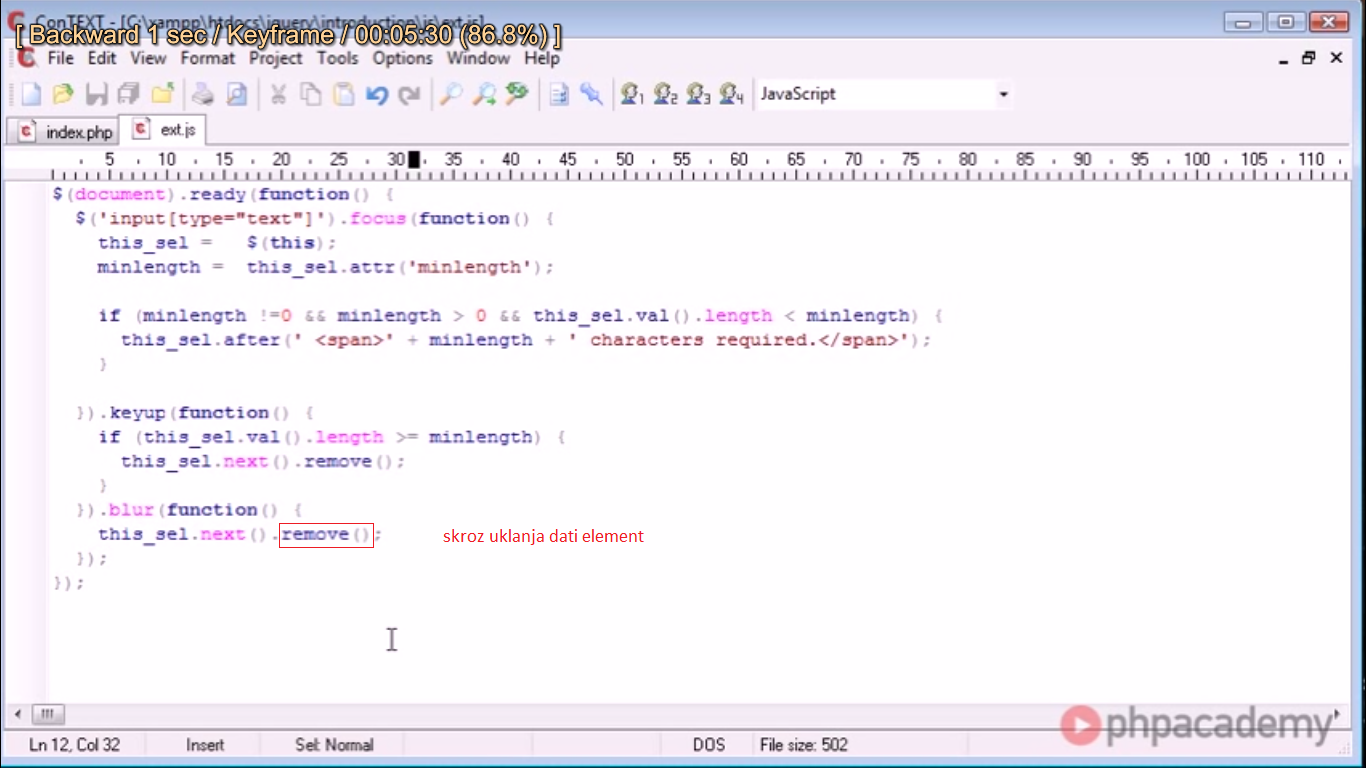 ConTEXT - [C:\xampp\htdocs\jquery\introduction\js\ext.js]
[ Backward 1 sec / Keyframe / 00:05:30 (86.8%) ]
File Edit View Format Project Tools Options Window Help
1 2 3 4 JavaScript
index.php ext.js
5 10 15 20 25 30 35 40 45 50 55 60 65 70 75 80 85 90 95 100 105 110
$(document).ready(function() {
$('input[type="text"]').focus(function() {
this_sel = $(this);
minlength = this_sel.attr('minlength');
if (minlength !=0 && minlength > 0 && this_sel.val().length < minlength) {
this_sel.after(' <span>' + minlength + ' characters required.</span>');
}
}).keyup(function() {
if (this_sel.val().length >= minlength) {
this_sel.next().remove();
}
}).blur(function() {
this_sel.next().remove(); skroz uklanja dati element
});
});
phpacademy
Ln 12, Col 32 Insert Sel: Normal DOS File size: 502